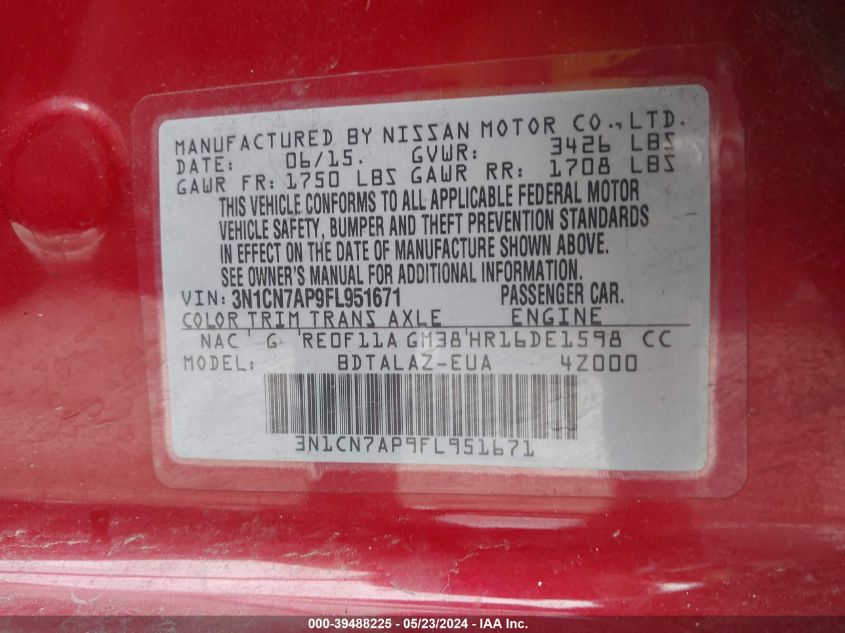 MANUFACTURED BY NISSAN MOTOR CO., LTD.
DATE: 06/15. GVWR: 3426 LBS
GAWR FR: 1750 LBS GAWR RR: 1708 LBS
THIS VEHICLE CONFORMS TO ALL APPLICABLE FEDERAL MOTOR
VEHICLE SAFETY, BUMPER AND THEFT PREVENTION STANDARDS
IN EFFECT ON THE DATE OF MANUFACTURE SHOWN ABOVE.
SEE OWNER'S MANUAL FOR ADDITIONAL INFORMATION.
VIN: 3N1CN7AP9FL951671 PASSENGER CAR.
COLOR TRIM TRANS AXLE ENGINE
NAC G RE0F11A GM38 HR16DE1598 CC
MODEL: BDTALAZ-EUA 4Z000
3N1CN7AP9FL951671
000-39488225 - 05/23/2024 - IAA Inc.